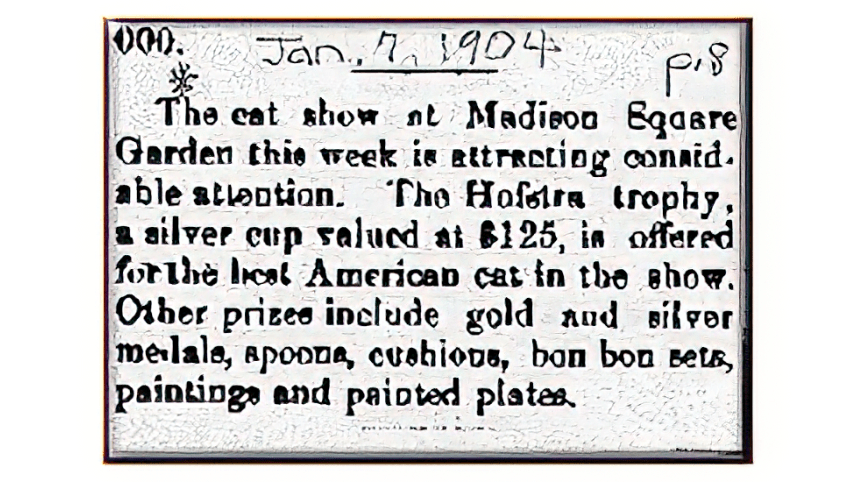 000.
Jan. 7, 1904 p.8
*
The cat show at Madison Square
Garden this week is attracting consid-
able attention. The Hofstra trophy,
a silver cup valued at $125, is offered
for the best American cat in the show.
Other prizes include gold and silver
medals, spoons, cushions, bon bon sets,
paintings and painted plates.